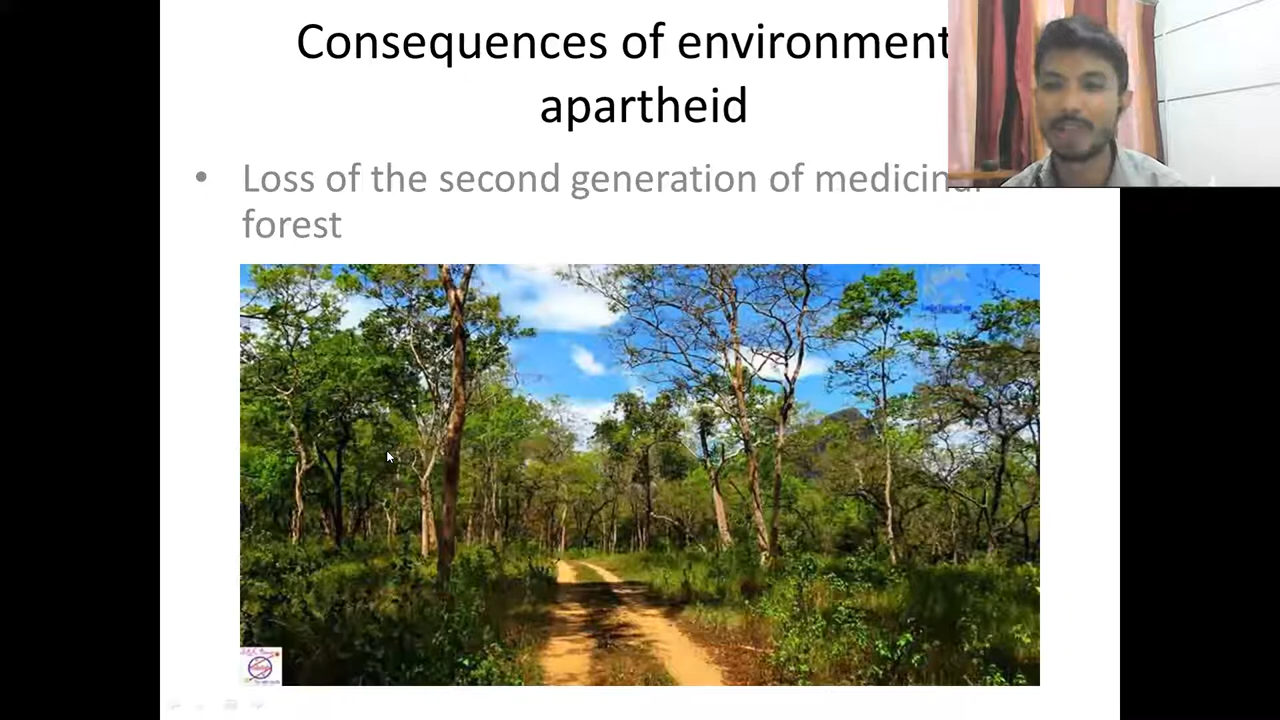 Consequences of environment
apartheid
• Loss of the second generation of medicinal
forest